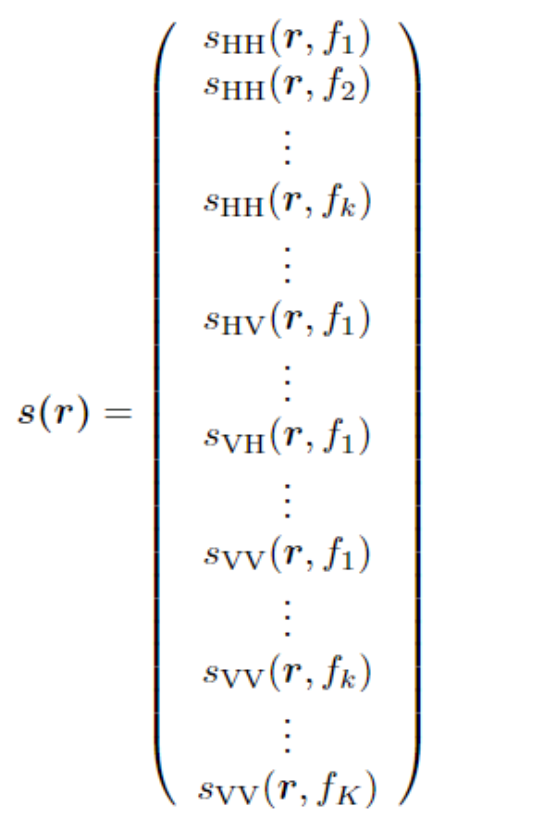 s_HH(r, f_1)
s_HH(r, f_2)
⋮
s_HH(r, f_k)
⋮
s_HV(r, f_1)
⋮
s(r) =
s_VH(r, f_1)
⋮
s_VV(r, f_1)
⋮
s_VV(r, f_k)
⋮
s_VV(r, f_K)